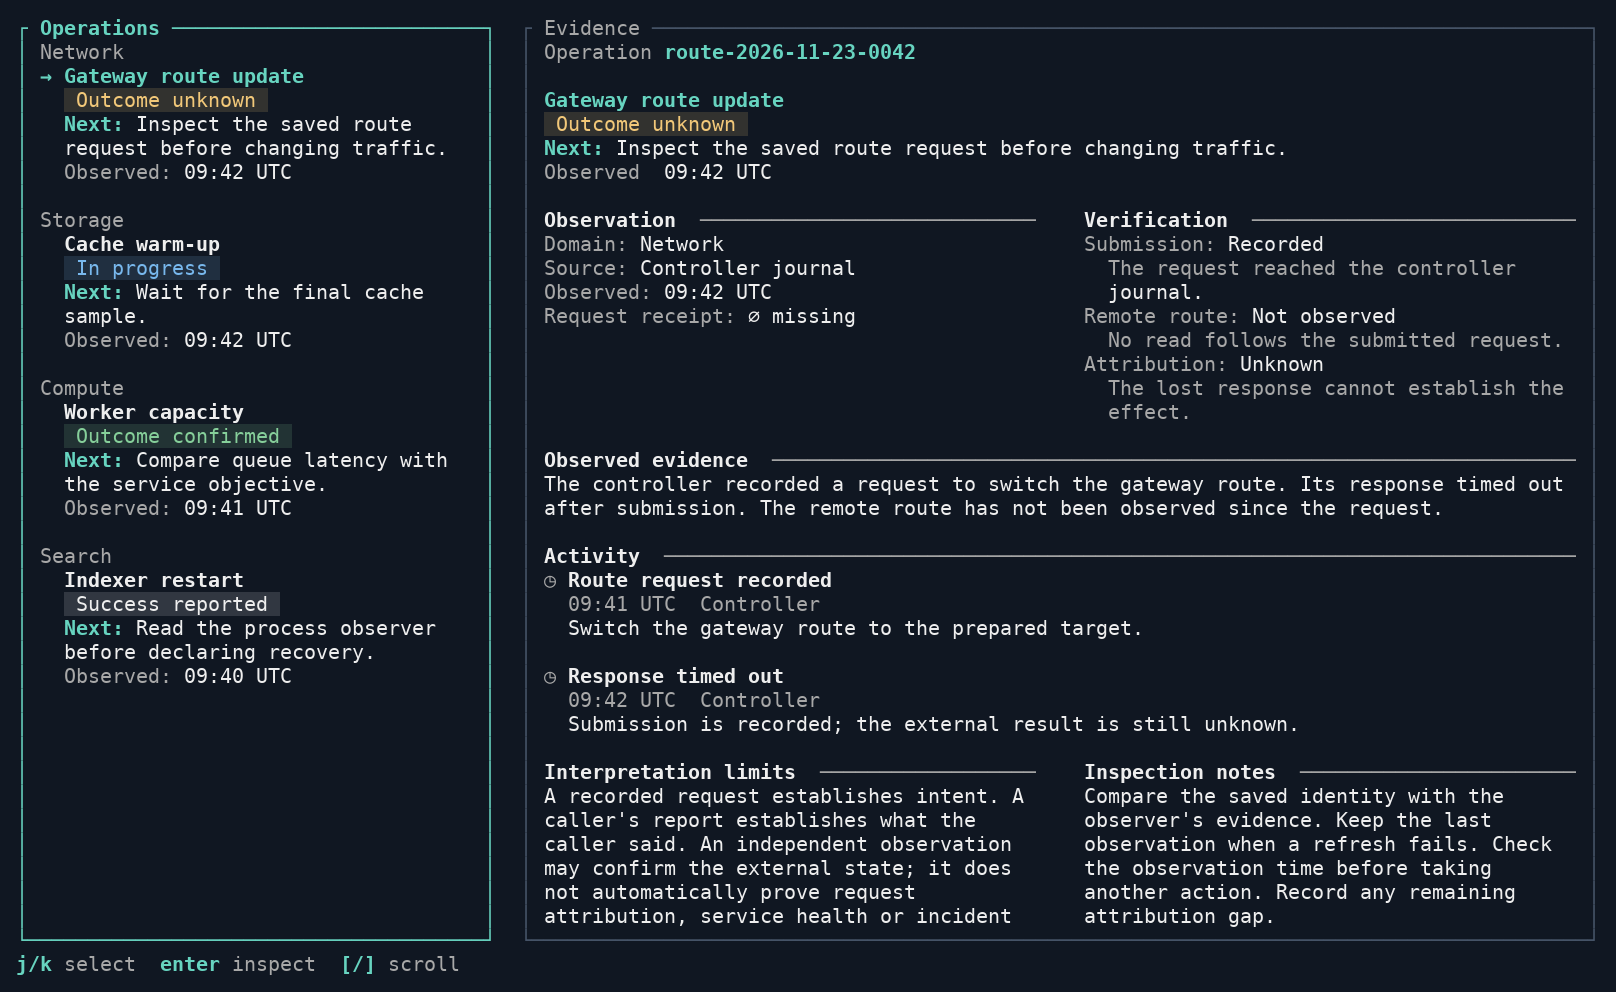 Operations
Network
→ Gateway route update
Outcome unknown
Next: Inspect the saved route
request before changing traffic.
Observed: 09:42 UTC
Storage
Cache warm-up
In progress
Next: Wait for the final cache
sample.
Observed: 09:42 UTC
Compute
Worker capacity
Outcome confirmed
Next: Compare queue latency with
the service objective.
Observed: 09:41 UTC
Search
Indexer restart
Success reported
Next: Read the process observer
before declaring recovery.
Observed: 09:40 UTC
Evidence
Operation route-2026-11-23-0042
Gateway route update
Outcome unknown
Next: Inspect the saved route request before changing traffic.
Observed 09:42 UTC
Observation
Domain: Network
Source: Controller journal
Observed: 09:42 UTC
Request receipt: ∅ missing
Verification
Submission: Recorded
The request reached the controller
journal.
Remote route: Not observed
No read follows the submitted request.
Attribution: Unknown
The lost response cannot establish the
effect.
Observed evidence
The controller recorded a request to switch the gateway route. Its response timed out
after submission. The remote route has not been observed since the request.
Activity
◷ Route request recorded
09:41 UTC Controller
Switch the gateway route to the prepared target.
◷ Response timed out
09:42 UTC Controller
Submission is recorded; the external result is still unknown.
Interpretation limits
A recorded request establishes intent. A
caller's report establishes what the
caller said. An independent observation
may confirm the external state; it does
not automatically prove request
attribution, service health or incident
Inspection notes
Compare the saved identity with the
observer's evidence. Keep the last
observation when a refresh fails. Check
the observation time before taking
another action. Record any remaining
attribution gap.
j/k select enter inspect [/] scroll